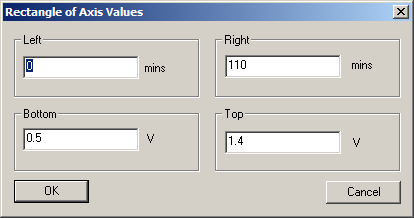 Rectangle of Axis Values
Left
Right
0 mins
110 mins
Bottom
Top
0.5 V
1.4 V
OK
Cancel